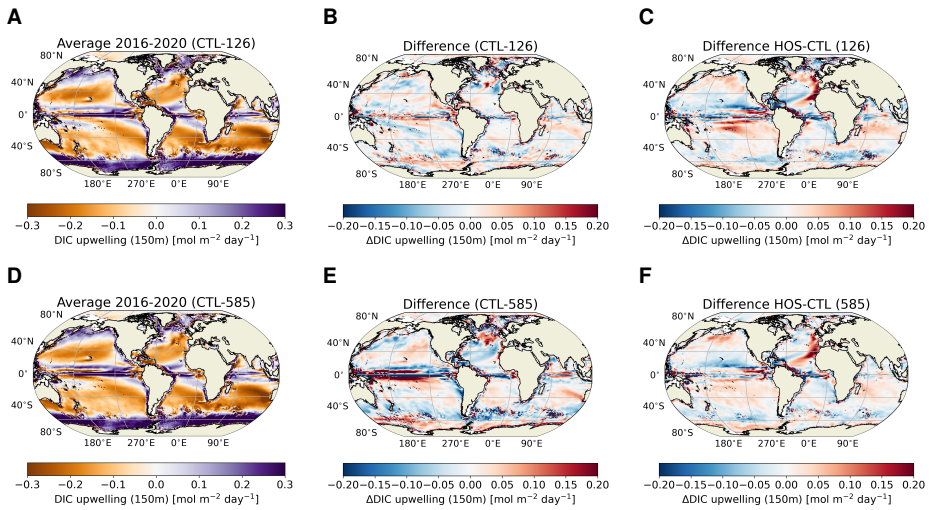 A
B
C
Average 2016-2020 (CTL-126)
Difference (CTL-126)
Difference HOS-CTL (126)
80°N
40°N
0°
40°S
80°S
180°E 270°E 0°E 90°E
80°N
40°N
0°
40°S
80°S
180°E 270°E 0°E 90°E
80°N
40°N
0°
40°S
80°S
180°E 270°E 0°E 90°E
−0.3 −0.2 −0.1 0.0 0.1 0.2 0.3
DIC upwelling (150m) [mol m⁻² day⁻¹]
−0.20 −0.15 −0.10 −0.05 0.00 0.05 0.10 0.15 0.20
ΔDIC upwelling (150m) [mol m⁻² day⁻¹]
−0.20 −0.15 −0.10 −0.05 0.00 0.05 0.10 0.15 0.20
ΔDIC upwelling (150m) [mol m⁻² day⁻¹]
D
E
F
Average 2016-2020 (CTL-585)
Difference (CTL-585)
Difference HOS-CTL (585)
80°N
40°N
0°
40°S
80°S
180°E 270°E 0°E 90°E
80°N
40°N
0°
40°S
80°S
180°E 270°E 0°E 90°E
80°N
40°N
0°
40°S
80°S
180°E 270°E 0°E 90°E
−0.3 −0.2 −0.1 0.0 0.1 0.2 0.3
DIC upwelling (150m) [mol m⁻² day⁻¹]
−0.20 −0.15 −0.10 −0.05 0.00 0.05 0.10 0.15 0.20
ΔDIC upwelling (150m) [mol m⁻² day⁻¹]
−0.20 −0.15 −0.10 −0.05 0.00 0.05 0.10 0.15 0.20
ΔDIC upwelling (150m) [mol m⁻² day⁻¹]